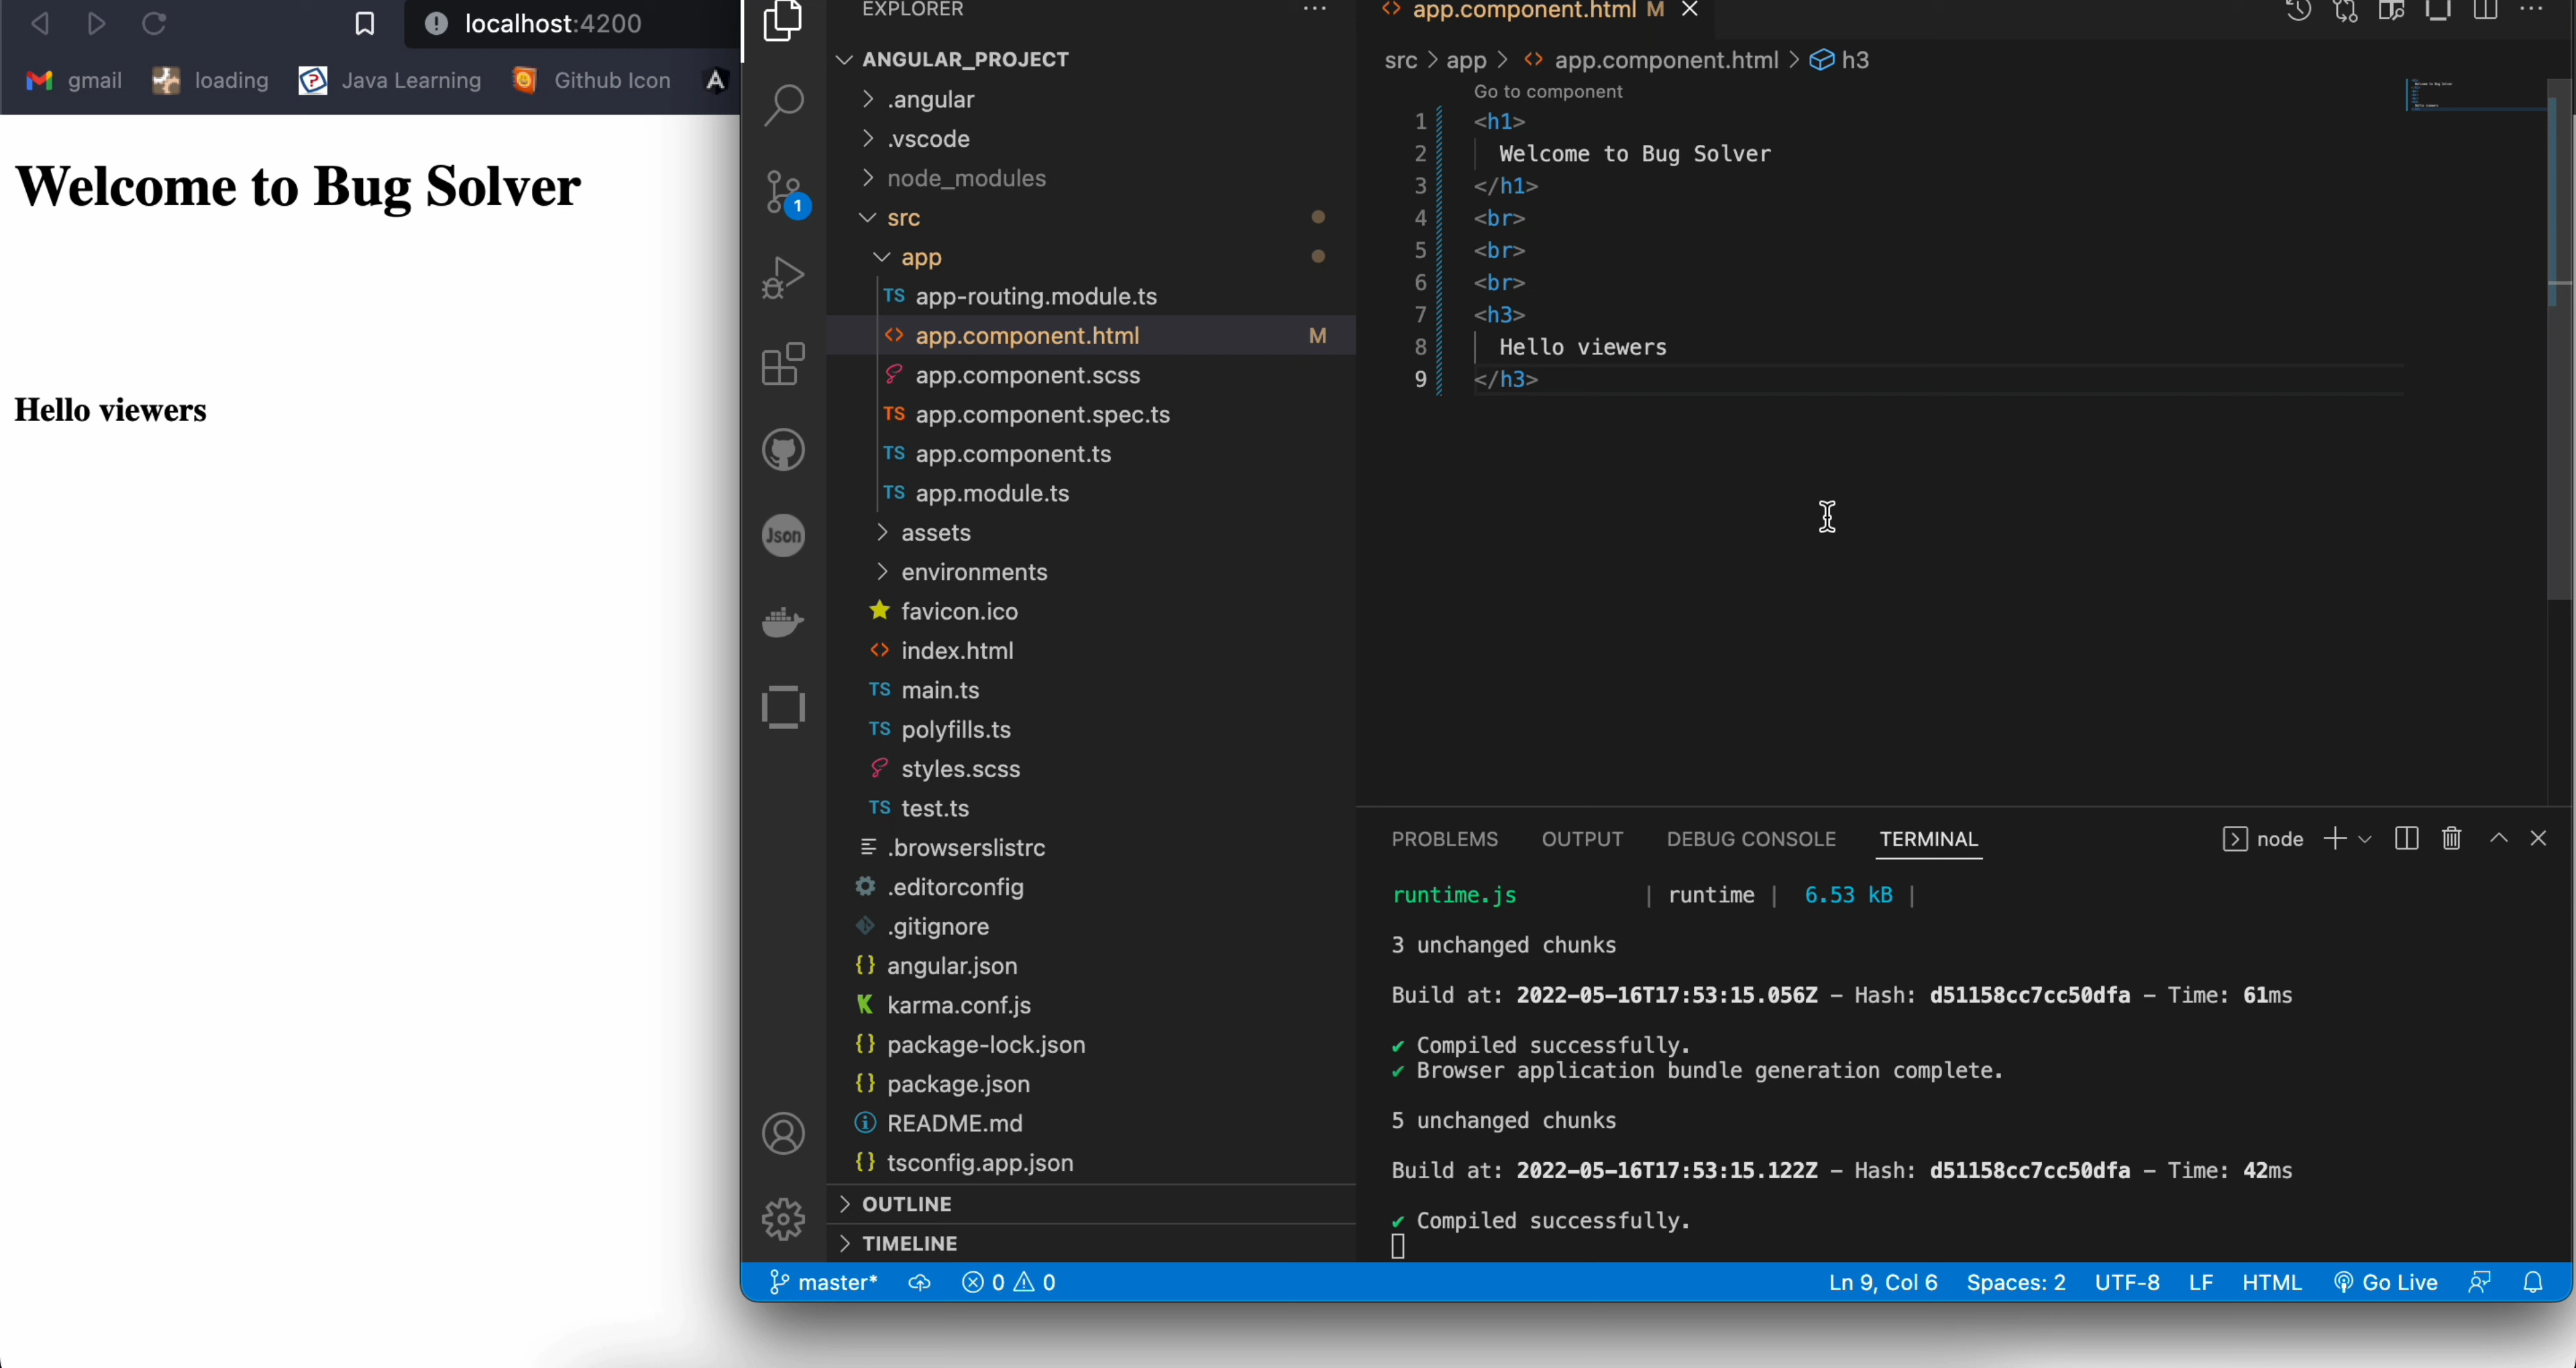 localhost:4200
gmail loading Java Learning Github Icon
Welcome to Bug Solver
Hello viewers
EXPLORER
ANGULAR_PROJECT
.angular
.vscode
node_modules
src
app
TS app-routing.module.ts
<> app.component.html M
app.component.scss
TS app.component.spec.ts
TS app.component.ts
TS app.module.ts
assets
environments
favicon.ico
<> index.html
TS main.ts
TS polyfills.ts
styles.scss
TS test.ts
.browserslistrc
.editorconfig
.gitignore
{} angular.json
K karma.conf.js
{} package-lock.json
{} package.json
README.md
{} tsconfig.app.json
OUTLINE
TIMELINE
1
Json
<> app.component.html M
src > app > <> app.component.html > h3
Go to component
1 <h1>
2 Welcome to Bug Solver
3 </h1>
4 <br>
5 <br>
6 <br>
7 <h3>
8 Hello viewers
9 </h3>
PROBLEMS OUTPUT DEBUG CONSOLE TERMINAL node
runtime.js | runtime | 6.53 kB |
3 unchanged chunks
Build at: 2022-05-16T17:53:15.056Z - Hash: d51158cc7cc50dfa - Time: 61ms
✔ Compiled successfully.
✔ Browser application bundle generation complete.
5 unchanged chunks
Build at: 2022-05-16T17:53:15.122Z - Hash: d51158cc7cc50dfa - Time: 42ms
✔ Compiled successfully.
master* 0 0 Ln 9, Col 6 Spaces: 2 UTF-8 LF HTML Go Live